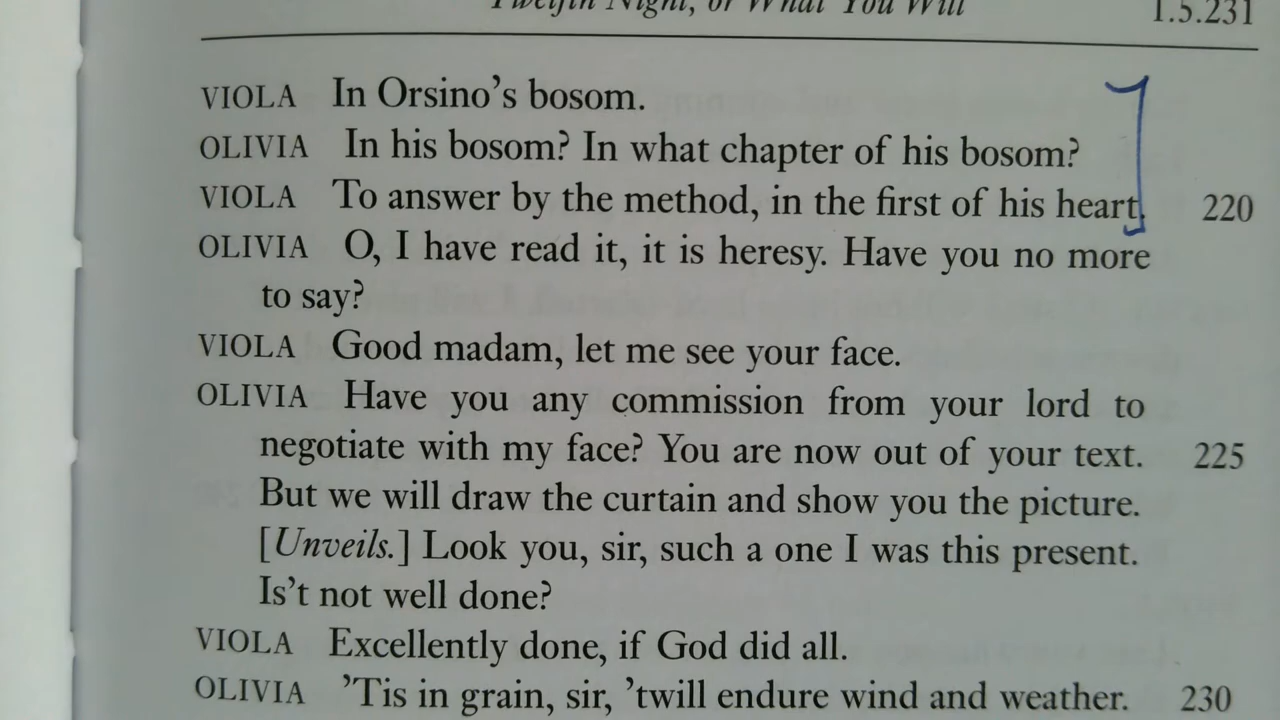 Twelfth Night, or What You Will 1.5.231
VIOLA In Orsino's bosom.
OLIVIA In his bosom? In what chapter of his bosom?
VIOLA To answer by the method, in the first of his heart. 220
OLIVIA O, I have read it, it is heresy. Have you no more
to say?
VIOLA Good madam, let me see your face.
OLIVIA Have you any commission from your lord to
negotiate with my face? You are now out of your text. 225
But we will draw the curtain and show you the picture.
[Unveils.] Look you, sir, such a one I was this present.
Is't not well done?
VIOLA Excellently done, if God did all.
OLIVIA 'Tis in grain, sir, 'twill endure wind and weather. 230